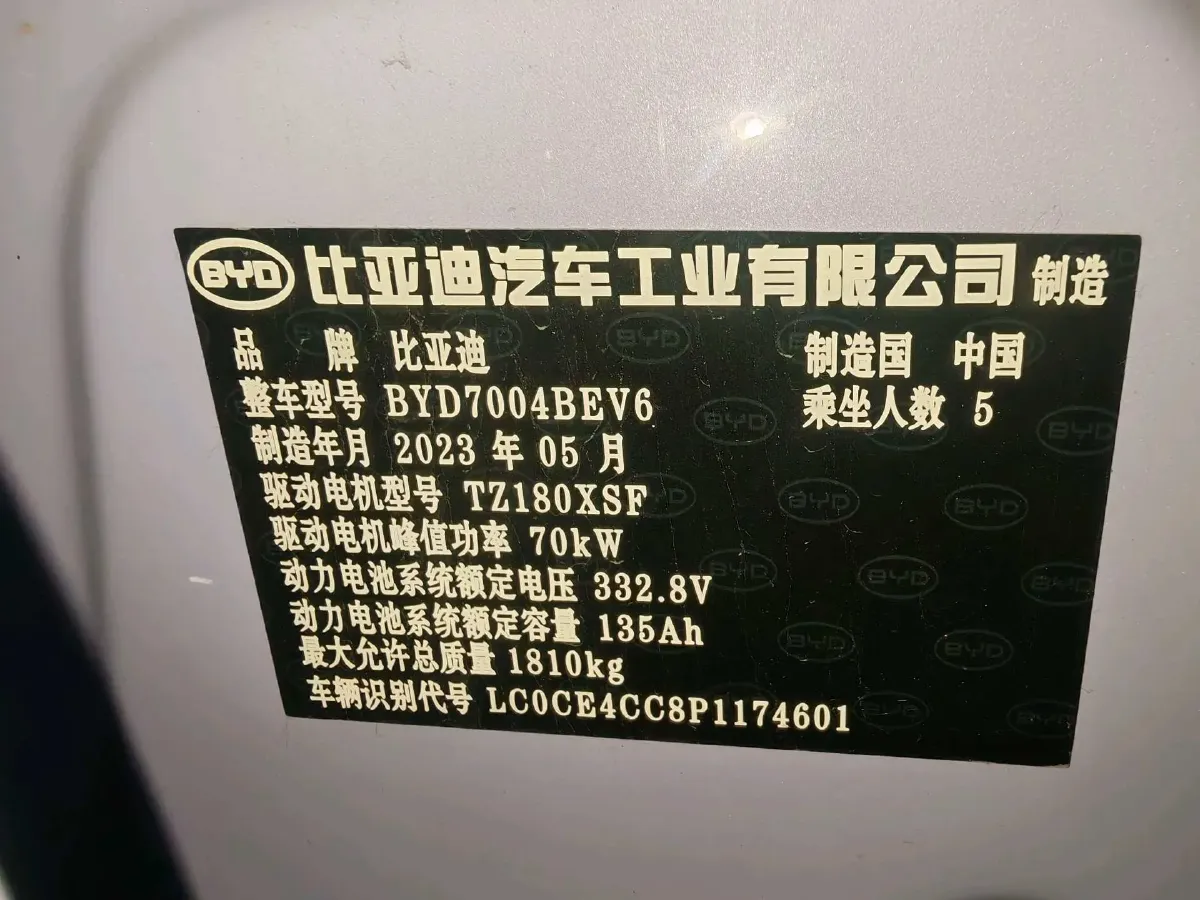 BYD 比亚迪汽车工业有限公司 制造
品牌 比亚迪 制造国 中国
整车型号 BYD7004BEV6 乘坐人数 5
制造年月 2023 年 05 月
驱动电机型号 TZ180XSF
驱动电机峰值功率 70kW
动力电池系统额定电压 332.8V
动力电池系统额定容量 135Ah
最大允许总质量 1810kg
车辆识别代号 LC0CE4CC8P1174601